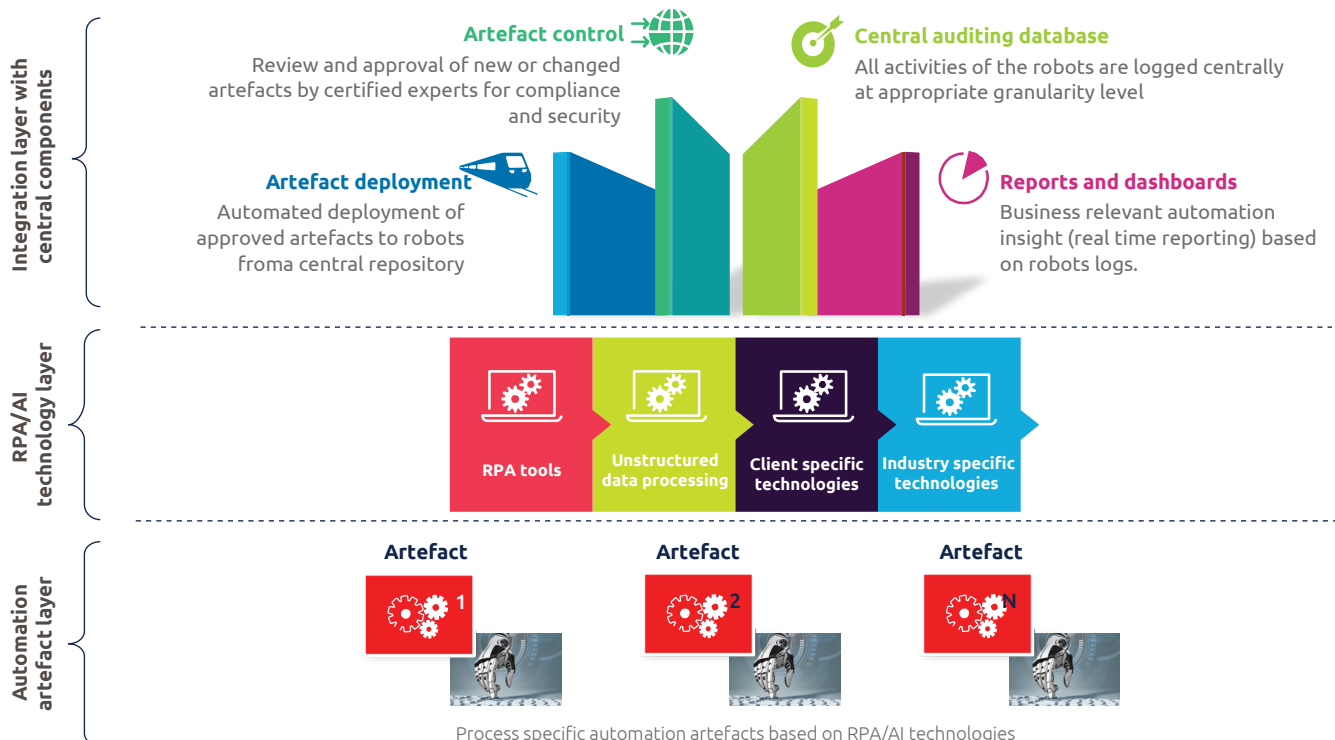 Integration layer with
central components
Artefact control
Review and approval of new or changed
artefacts by certified experts for compliance
and security
Central auditing database
All activities of the robots are logged centrally
at appropriate granularity level
Artefact deployment
Automated deployment of
approved artefacts to robots
froma central repository
Reports and dashboards
Business relevant automation
insight (real time reporting) based
on robots logs.
RPA/AI
technology layer
RPA tools
Unstructured
data processing
Client specific
technologies
Industry specific
technologies
Automation
artefact layer
Artefact
1
Artefact
2
Artefact
N
Process specific automation artefacts based on RPA/AI technologies